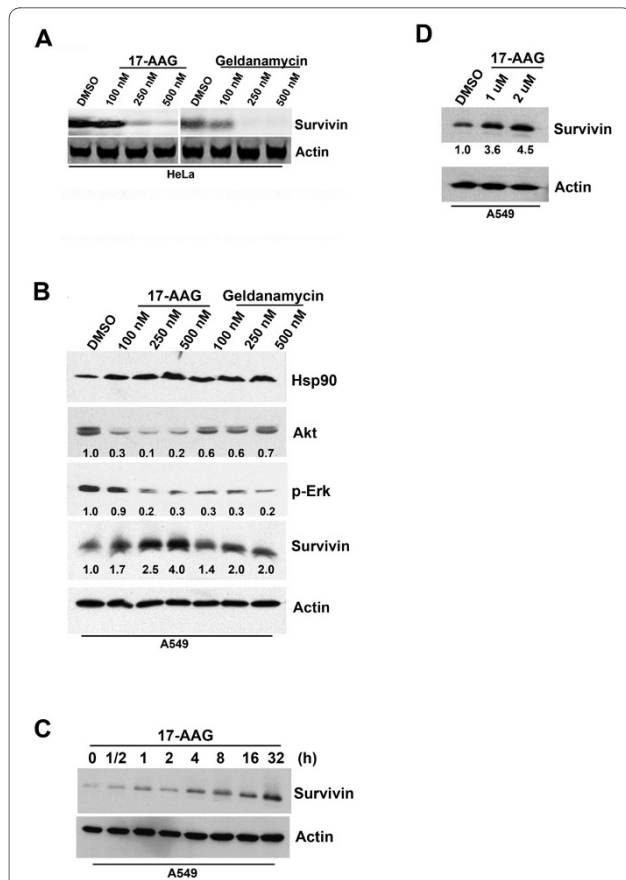 A
17-AAG
Geldanamycin
DMSO 100 nM 250 nM 500 nM DMSO 100 nM 250 nM 500 nM
Survivin
Actin
HeLa
D
17-AAG
DMSO 1 uM 2 uM
Survivin
1.0 3.6 4.5
Actin
A549
B
17-AAG Geldanamycin
DMSO 100 nM 250 nM 500 nM 100 nM 250 nM 500 nM
Hsp90
Akt
1.0 0.3 0.1 0.2 0.6 0.6 0.7
p-Erk
1.0 0.9 0.2 0.3 0.3 0.3 0.2
Survivin
1.0 1.7 2.5 4.0 1.4 2.0 2.0
Actin
A549
C
17-AAG
0 1/2 1 2 4 8 16 32 (h)
Survivin
Actin
A549